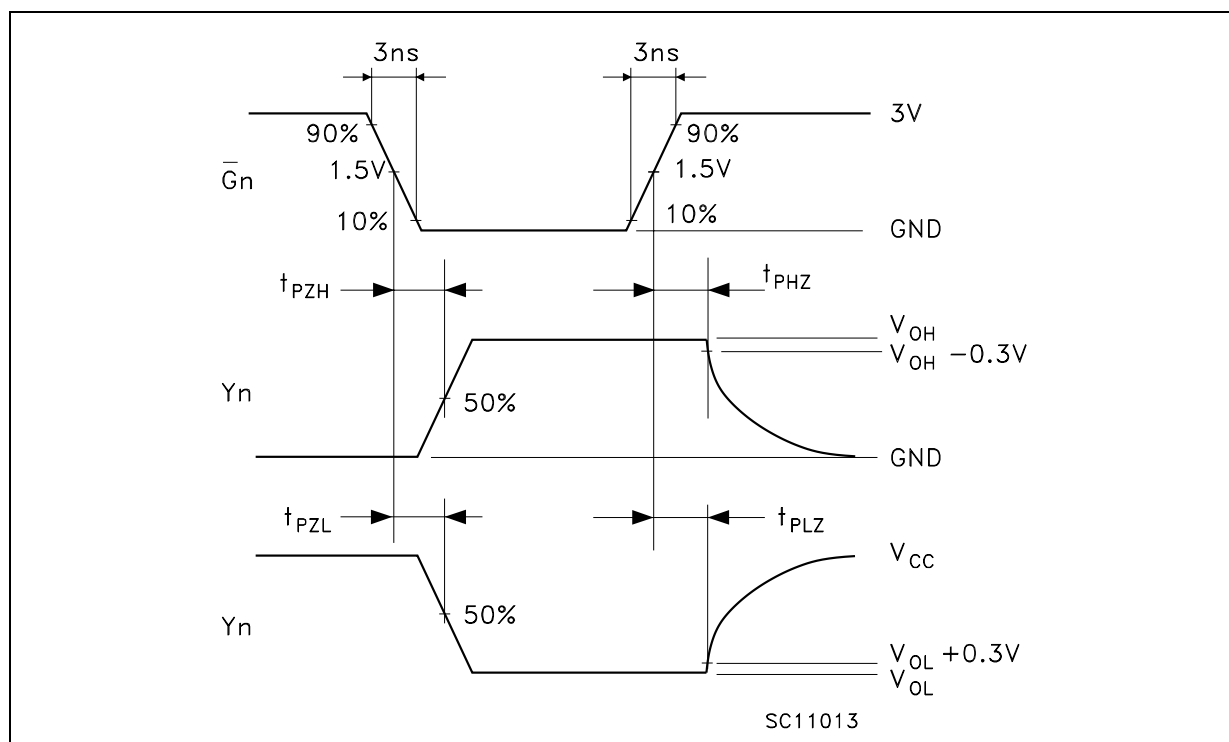 3ns 3ns
3V
90% 90%
1.5V 1.5V
G̅n
10% 10%
GND
tPZH tPHZ
VOH
VOH −0.3V
Yn
50%
GND
tPZL tPLZ
VCC
50%
Yn
VOL +0.3V
VOL
SC11013